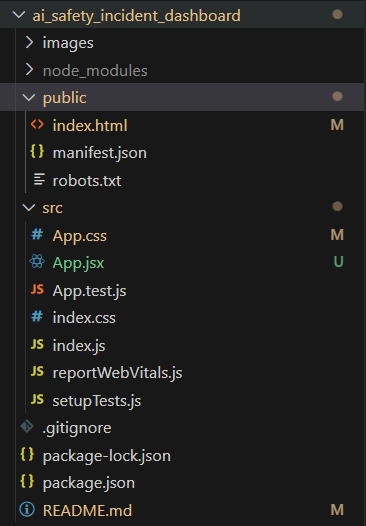 ai_safety_incident_dashboard
images
node_modules
public
<> index.html M
{} manifest.json
robots.txt
src
# App.css M
App.jsx U
JS App.test.js
# index.css
JS index.js
JS reportWebVitals.js
JS setupTests.js
.gitignore
{} package-lock.json
{} package.json
README.md M